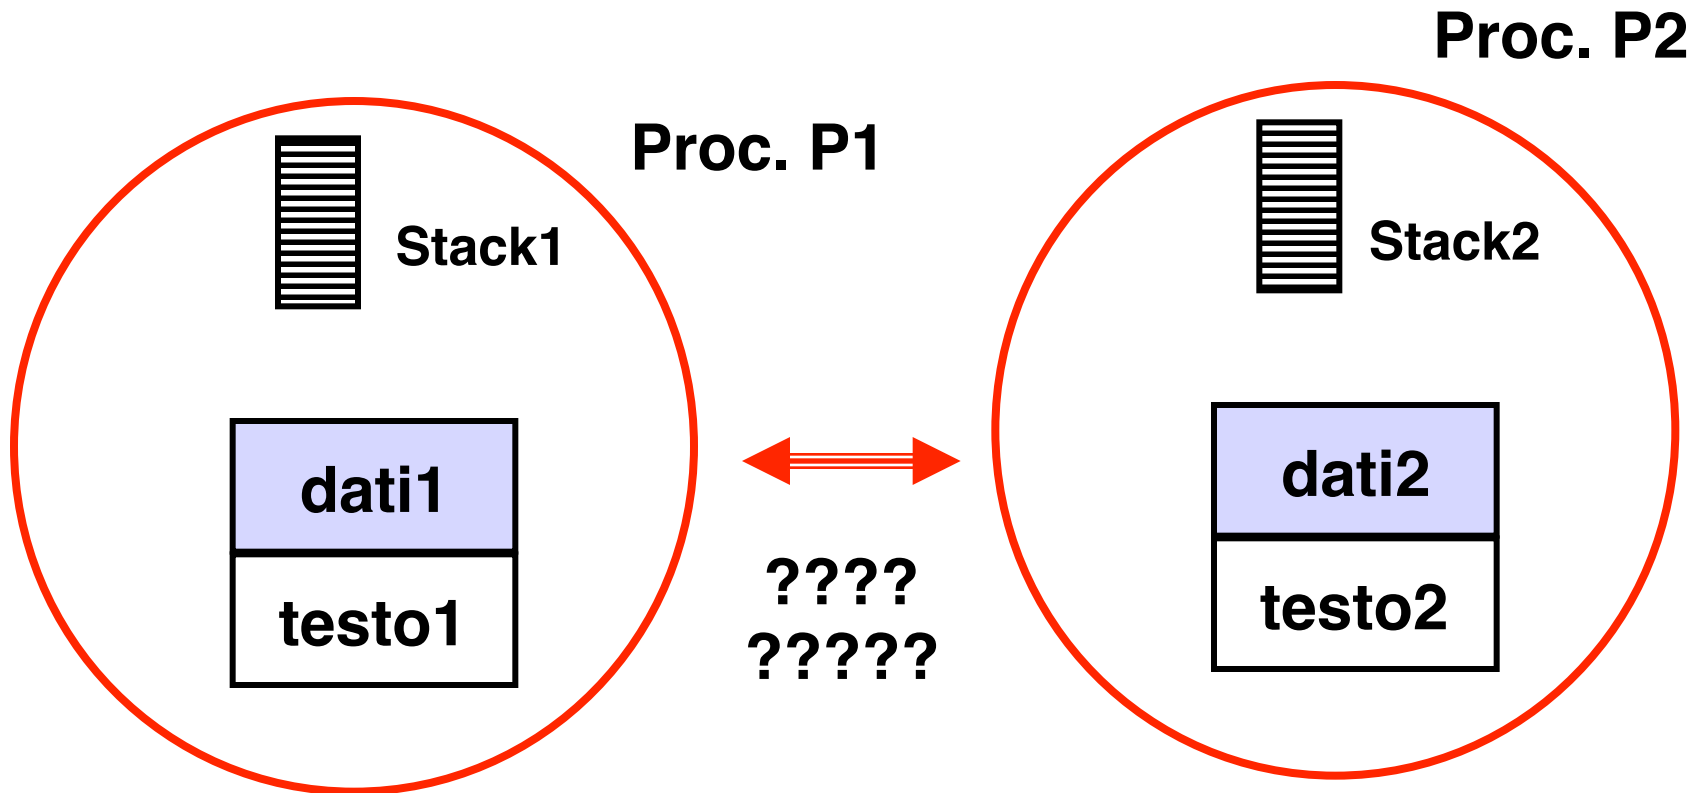 Proc. P2
Proc. P1
Stack1
Stack2
dati1
testo1
????
?????
dati2
testo2